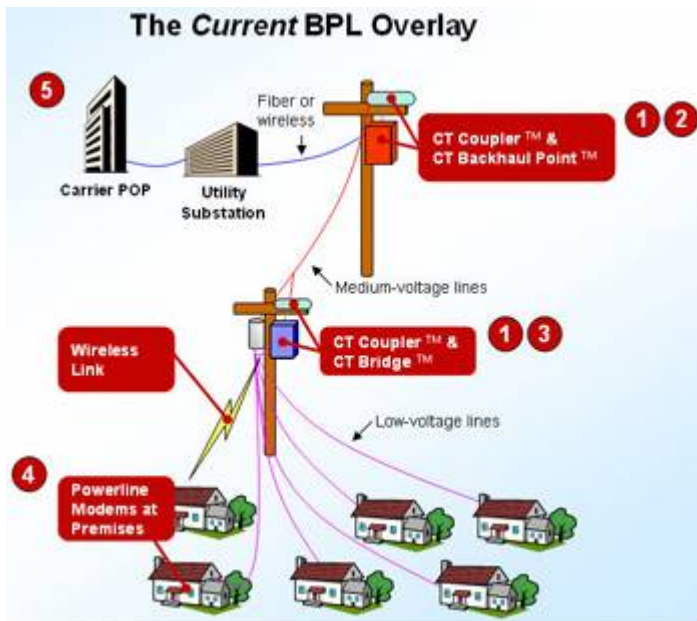 The Current BPL Overlay
5
Fiber or
wireless
1 2
CT Coupler ™ &
CT Backhaul Point ™
Carrier POP
Utility
Substation
Medium-voltage lines
1 3
CT Coupler ™ &
CT Bridge ™
Wireless
Link
Low-voltage lines
4
Powerline
Modems at
Premises